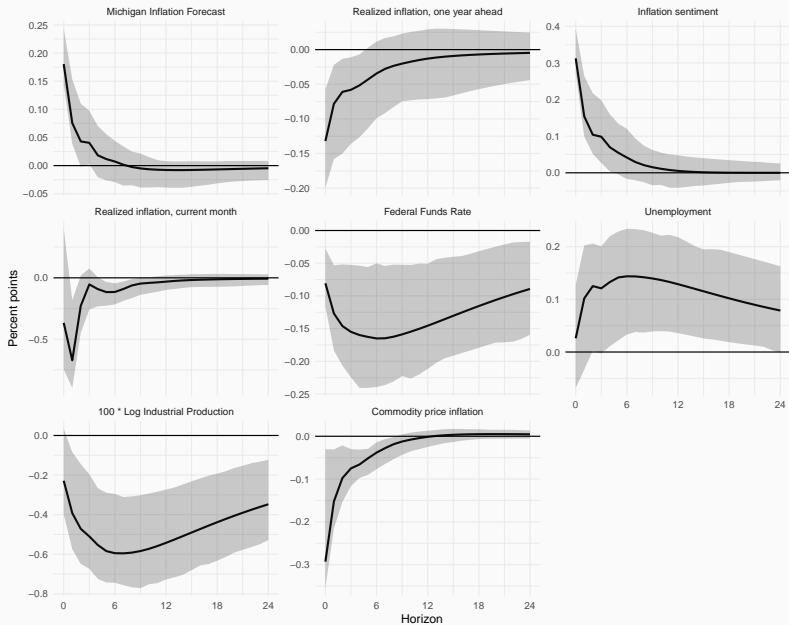 Michigan Inflation Forecast
0.25
0.20
0.15
0.10
0.05
0.00
−0.05
Realized inflation, one year ahead
0.00
−0.05
−0.10
−0.15
−0.20
Inflation sentiment
0.4
0.3
0.2
0.1
0.0
Realized inflation, current month
0.0
−0.5
Federal Funds Rate
0.00
−0.05
−0.10
−0.15
−0.20
−0.25
Unemployment
0.2
0.1
0.0
0 6 12 18 24
100 * Log Industrial Production
0.0
−0.2
−0.4
−0.6
−0.8
0 6 12 18 24
Commodity price inflation
0.0
−0.1
−0.2
−0.3
0 6 12 18 24
Percent points
Horizon